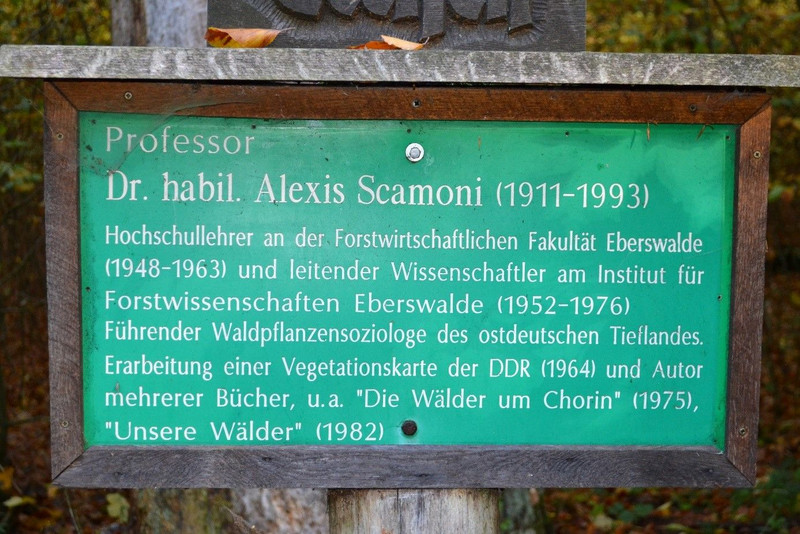 Professor
Dr. habil. Alexis Scamoni (1911-1993)
Hochschullehrer an der Forstwirtschaftlichen Fakultät Eberswalde
(1948-1963) und leitender Wissenschaftler am Institut für
Forstwissenschaften Eberswalde (1952-1976)
Führender Waldpflanzensoziologe des ostdeutschen Tieflandes.
Erarbeitung einer Vegetationskarte der DDR (1964) und Autor
mehrerer Bücher, u.a. "Die Wälder um Chorin" (1975),
"Unsere Wälder" (1982)